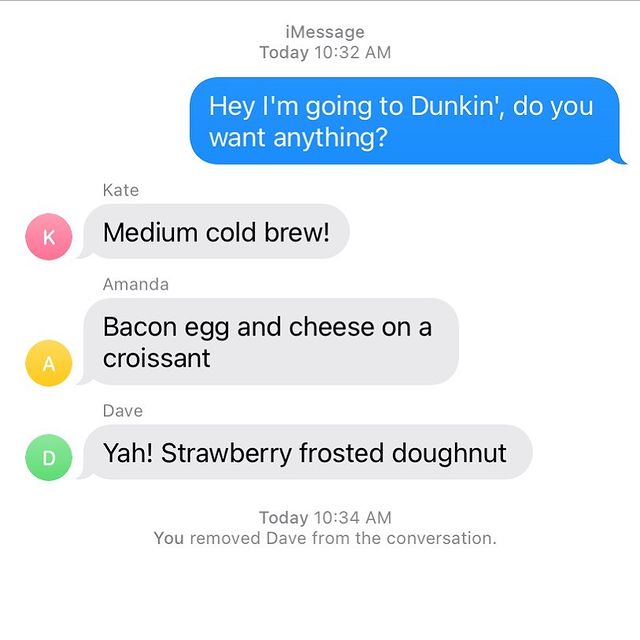 iMessage
Today 10:32 AM
Hey I'm going to Dunkin', do you
want anything?
Kate
K
Medium cold brew!
Amanda
Bacon egg and cheese on a
croissant
A
Dave
D
Yah! Strawberry frosted doughnut
Today 10:34 AM
You removed Dave from the conversation.